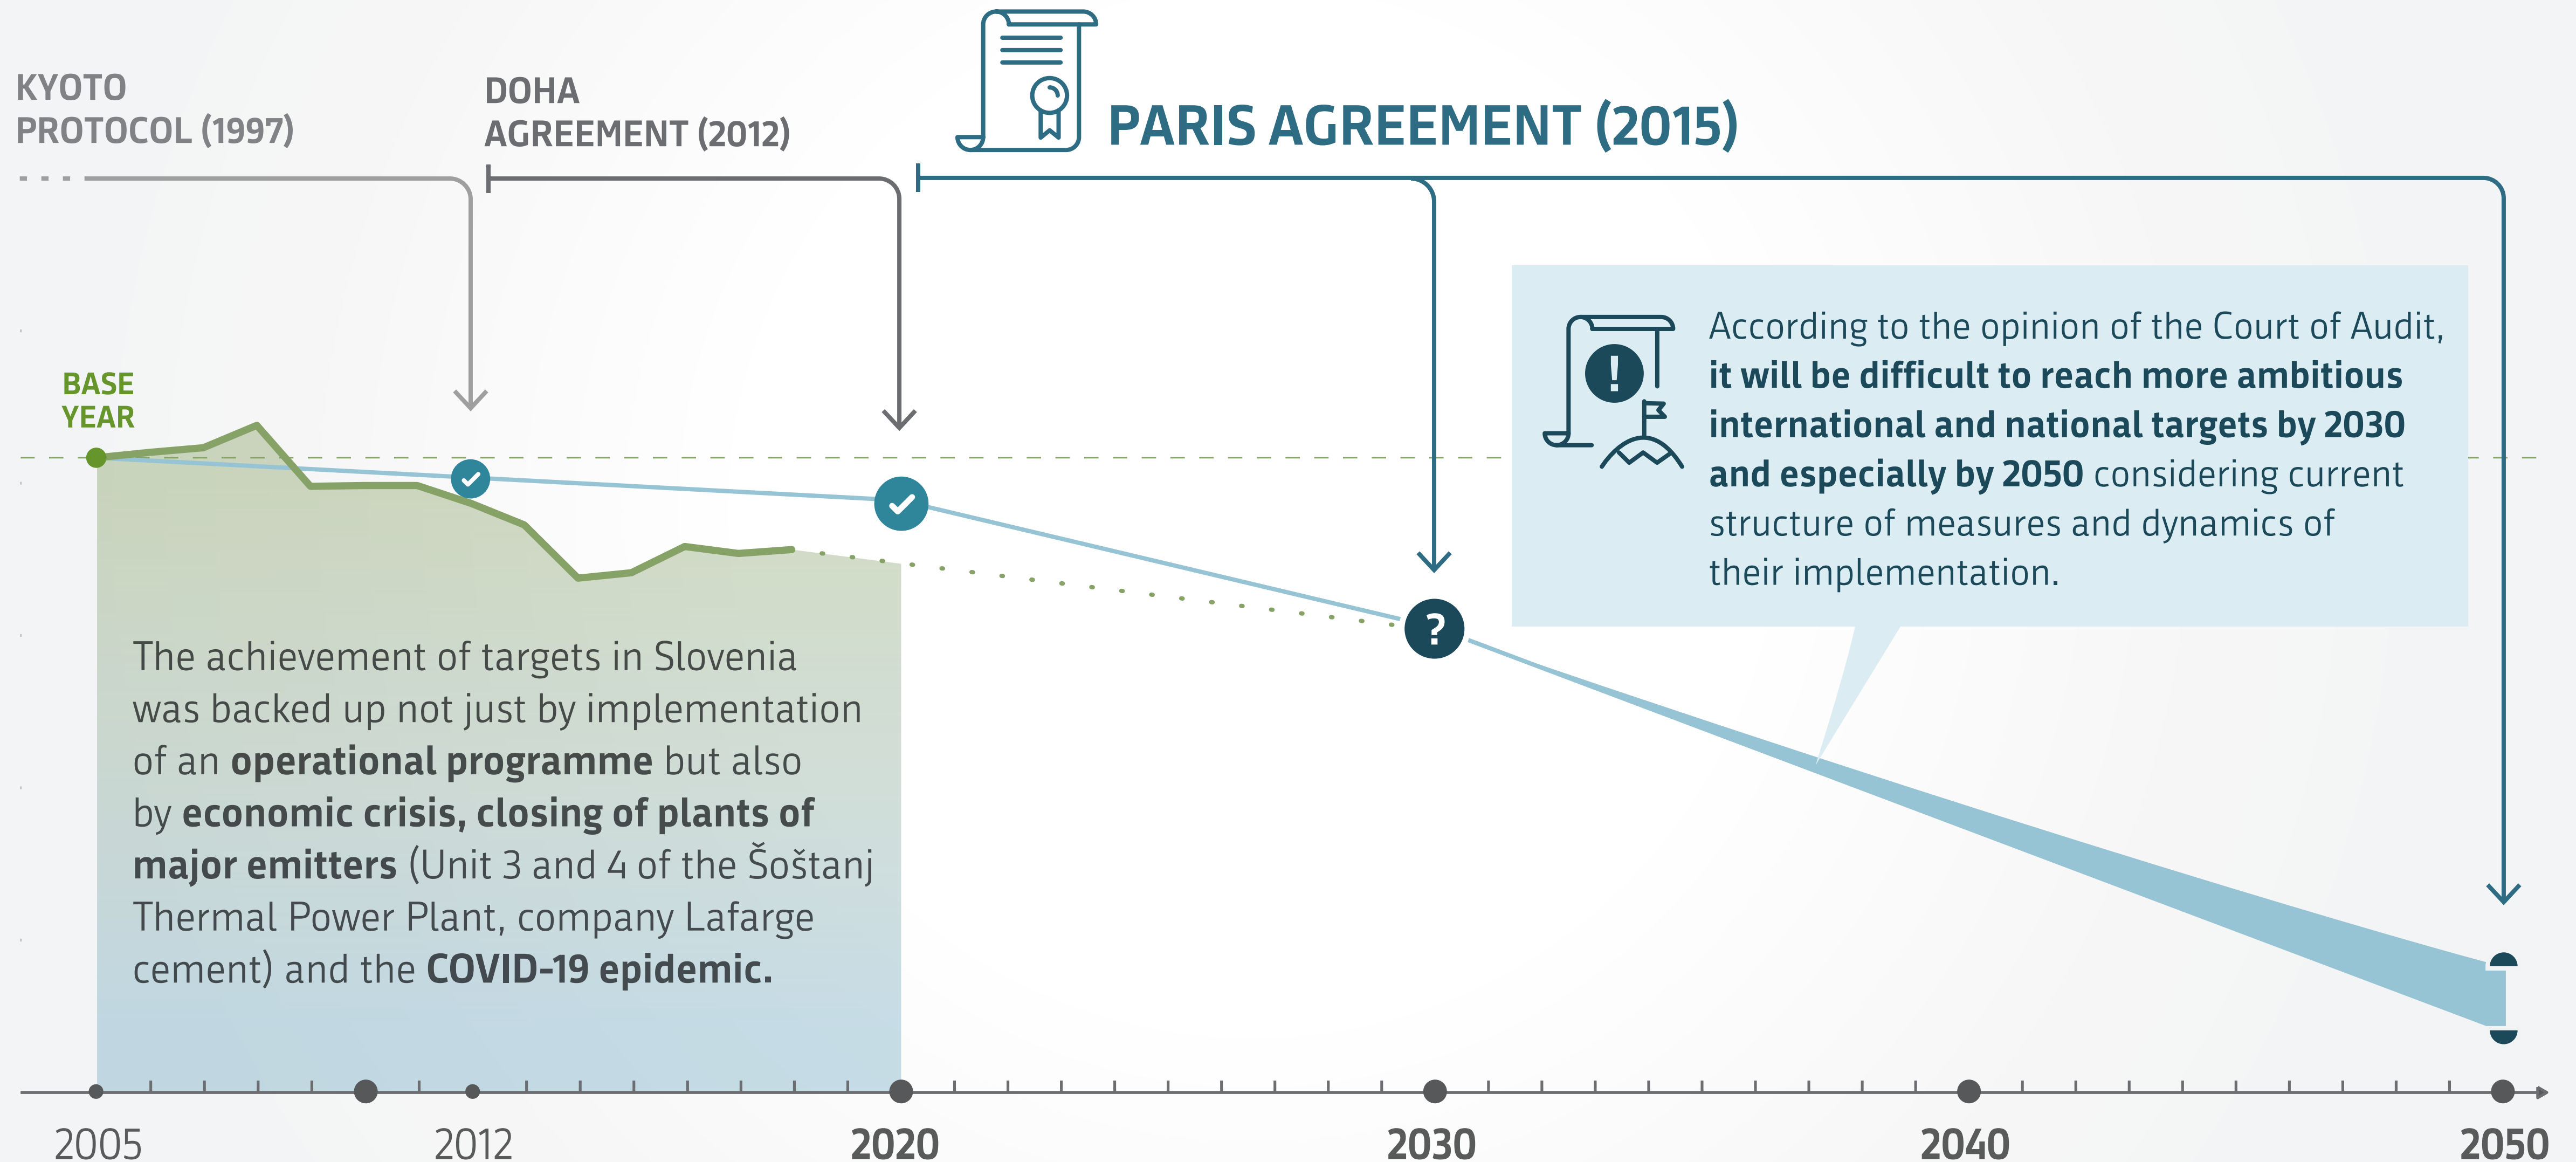 KYOTO
PROTOCOL (1997)
DOHA
AGREEMENT (2012)
PARIS AGREEMENT (2015)
BASE
YEAR
According to the opinion of the Court of Audit,
it will be difficult to reach more ambitious
international and national targets by 2030
and especially by 2050 considering current
structure of measures and dynamics of
their implementation.
!
?
The achievement of targets in Slovenia
was backed up not just by implementation
of an operational programme but also
by economic crisis, closing of plants of
major emitters (Unit 3 and 4 of the Šoštanj
Thermal Power Plant, company Lafarge
cement) and the COVID-19 epidemic.
2005
2012
2020
2030
2040
2050